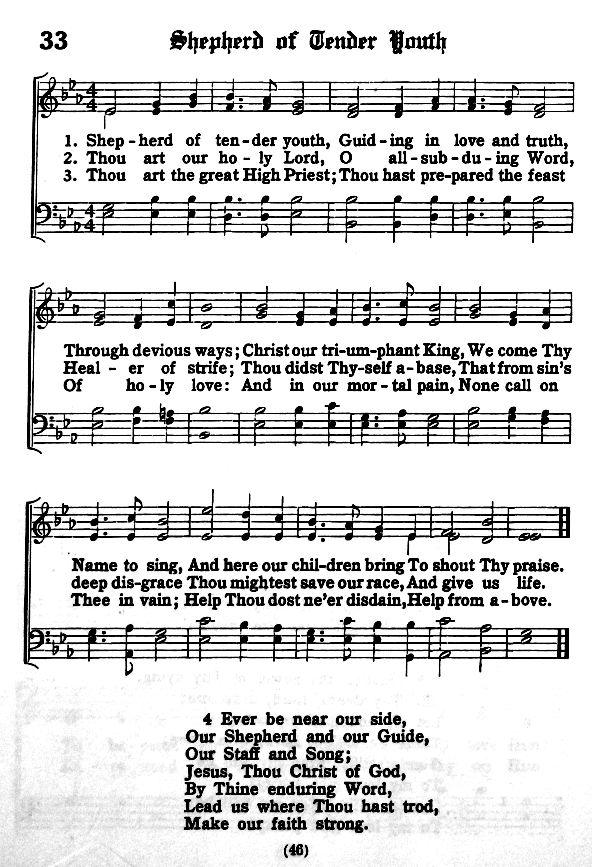 33 Shepherd of Tender Youth
1. Shep-herd of ten-der youth, Guid-ing in love and truth,
2. Thou art our ho-ly Lord, O all-sub-du-ing Word,
3. Thou art the great High Priest; Thou hast pre-pared the feast
Through devious ways; Christ our tri-um-phant King, We come Thy
Heal-er of strife; Thou didst Thy-self a-base, That from sin's
Of ho-ly love: And in our mor-tal pain, None call on
Name to sing, And here our chil-dren bring To shout Thy praise.
deep dis-grace Thou mightest save our race, And give us life.
Thee in vain; Help Thou dost ne'er disdain, Help from a-bove.
4 Ever be near our side,
Our Shepherd and our Guide,
Our Staff and Song;
Jesus, Thou Christ of God,
By Thine enduring Word,
Lead us where Thou hast trod,
Make our faith strong.
(46)